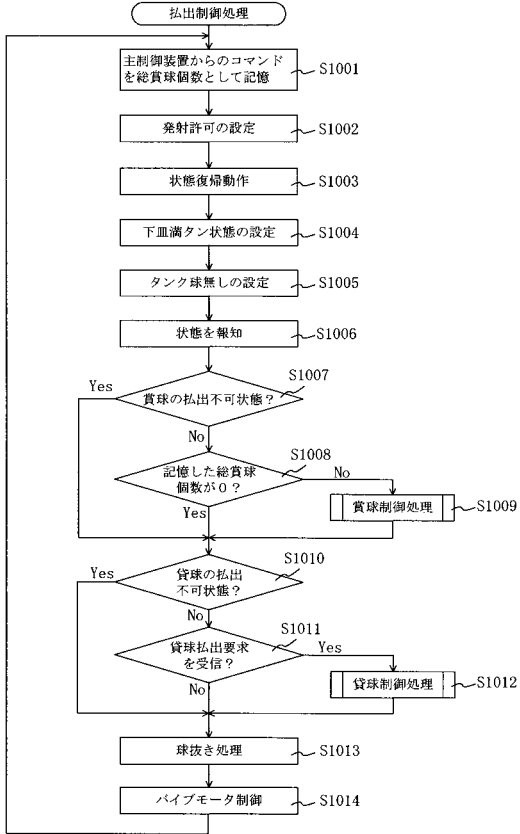 払出制御処理
主制御装置からのコマンド
を総賞球個数として記憶
S1001
発射許可の設定
S1002
状態復帰動作
S1003
下皿満タン状態の設定
S1004
タンク球無しの設定
S1005
状態を報知
S1006
S1007
Yes
賞球の払出不可状態?
No
S1008
記憶した総賞球
個数が0?
No
Yes
賞球制御処理
S1009
S1010
Yes
貸球の払出
不可状態?
No
S1011
貸球払出要求
を受信?
Yes
No
貸球制御処理
S1012
球抜き処理
S1013
バイブモータ制御
S1014